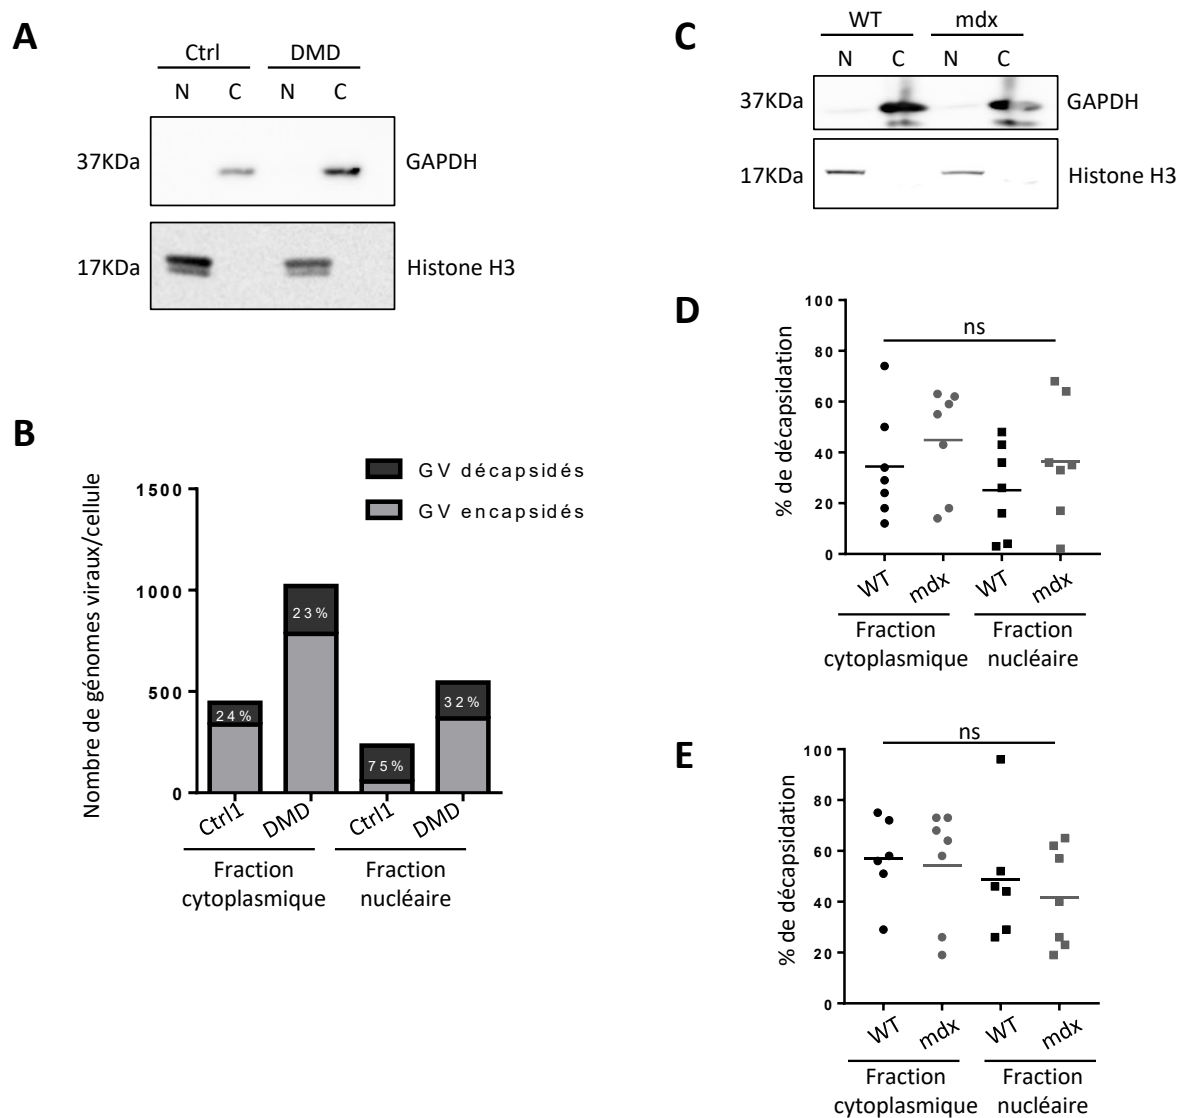 A
Ctrl DMD
N C N C
37KDa GAPDH
17KDa Histone H3
B
GV décapsidés
GV encapsidés
Nombre de génomes viraux/cellule
1500
1000
500
0
24%
23%
75%
32%
Ctrl1 DMD Ctrl1 DMD
Fraction Fraction
cytoplasmique nucléaire
C
WT mdx
N C N C
37KDa GAPDH
17KDa Histone H3
D
% de décapsidation
100
80
60
40
20
0
ns
WT mdx WT mdx
Fraction Fraction
cytoplasmique nucléaire
E
% de décapsidation
100
80
60
40
20
0
ns
WT mdx WT mdx
Fraction Fraction
cytoplasmique nucléaire